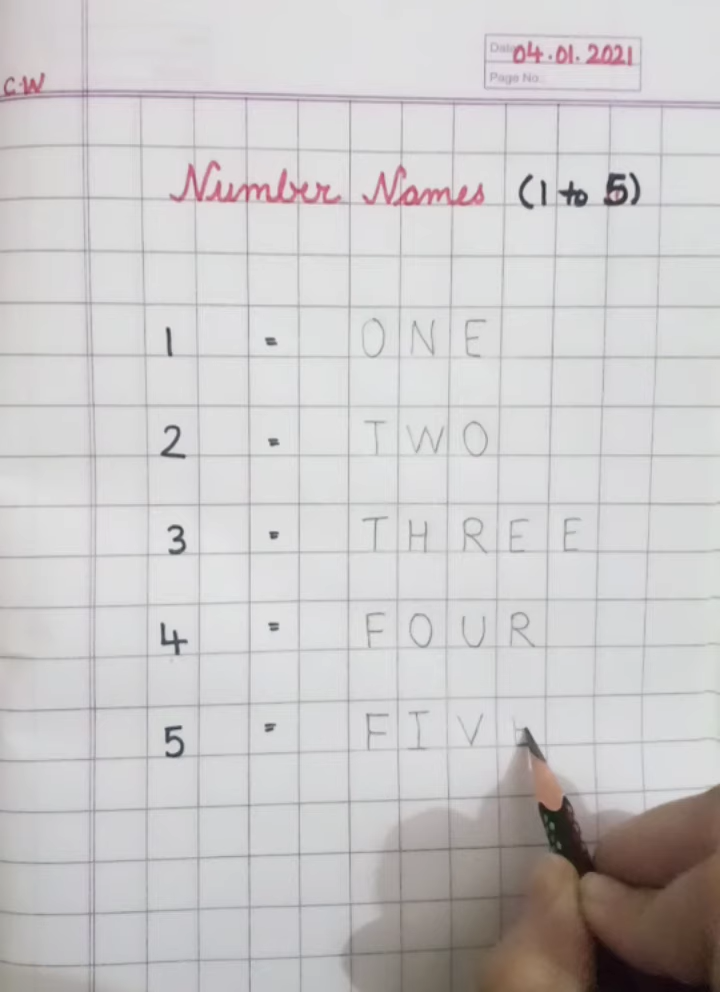 Date 04.01.2021
Page No.
C.W
Number Names (1 to 5)
1 = ONE
2 = TWO
3 = THREE
4 = FOUR
5 = FIVE